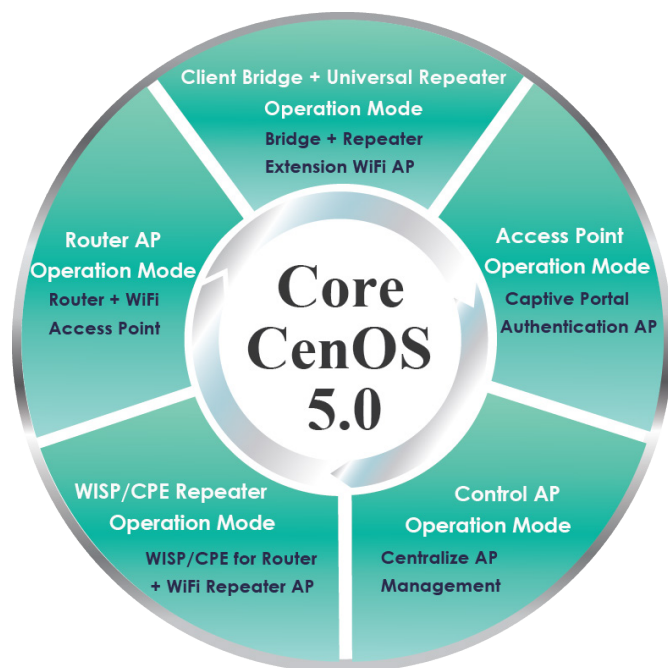 Client Bridge + Universal Repeater
Operation Mode
Bridge + Repeater
Extension WiFi AP
Router AP
Operation Mode
Router + WiFi
Access Point
Access Point
Operation Mode
Captive Portal
Authentication AP
Core
CenOS
5.0
WISP/CPE Repeater
Operation Mode
WISP/CPE for Router
+ WiFi Repeater AP
Control AP
Operation Mode
Centralize AP
Management